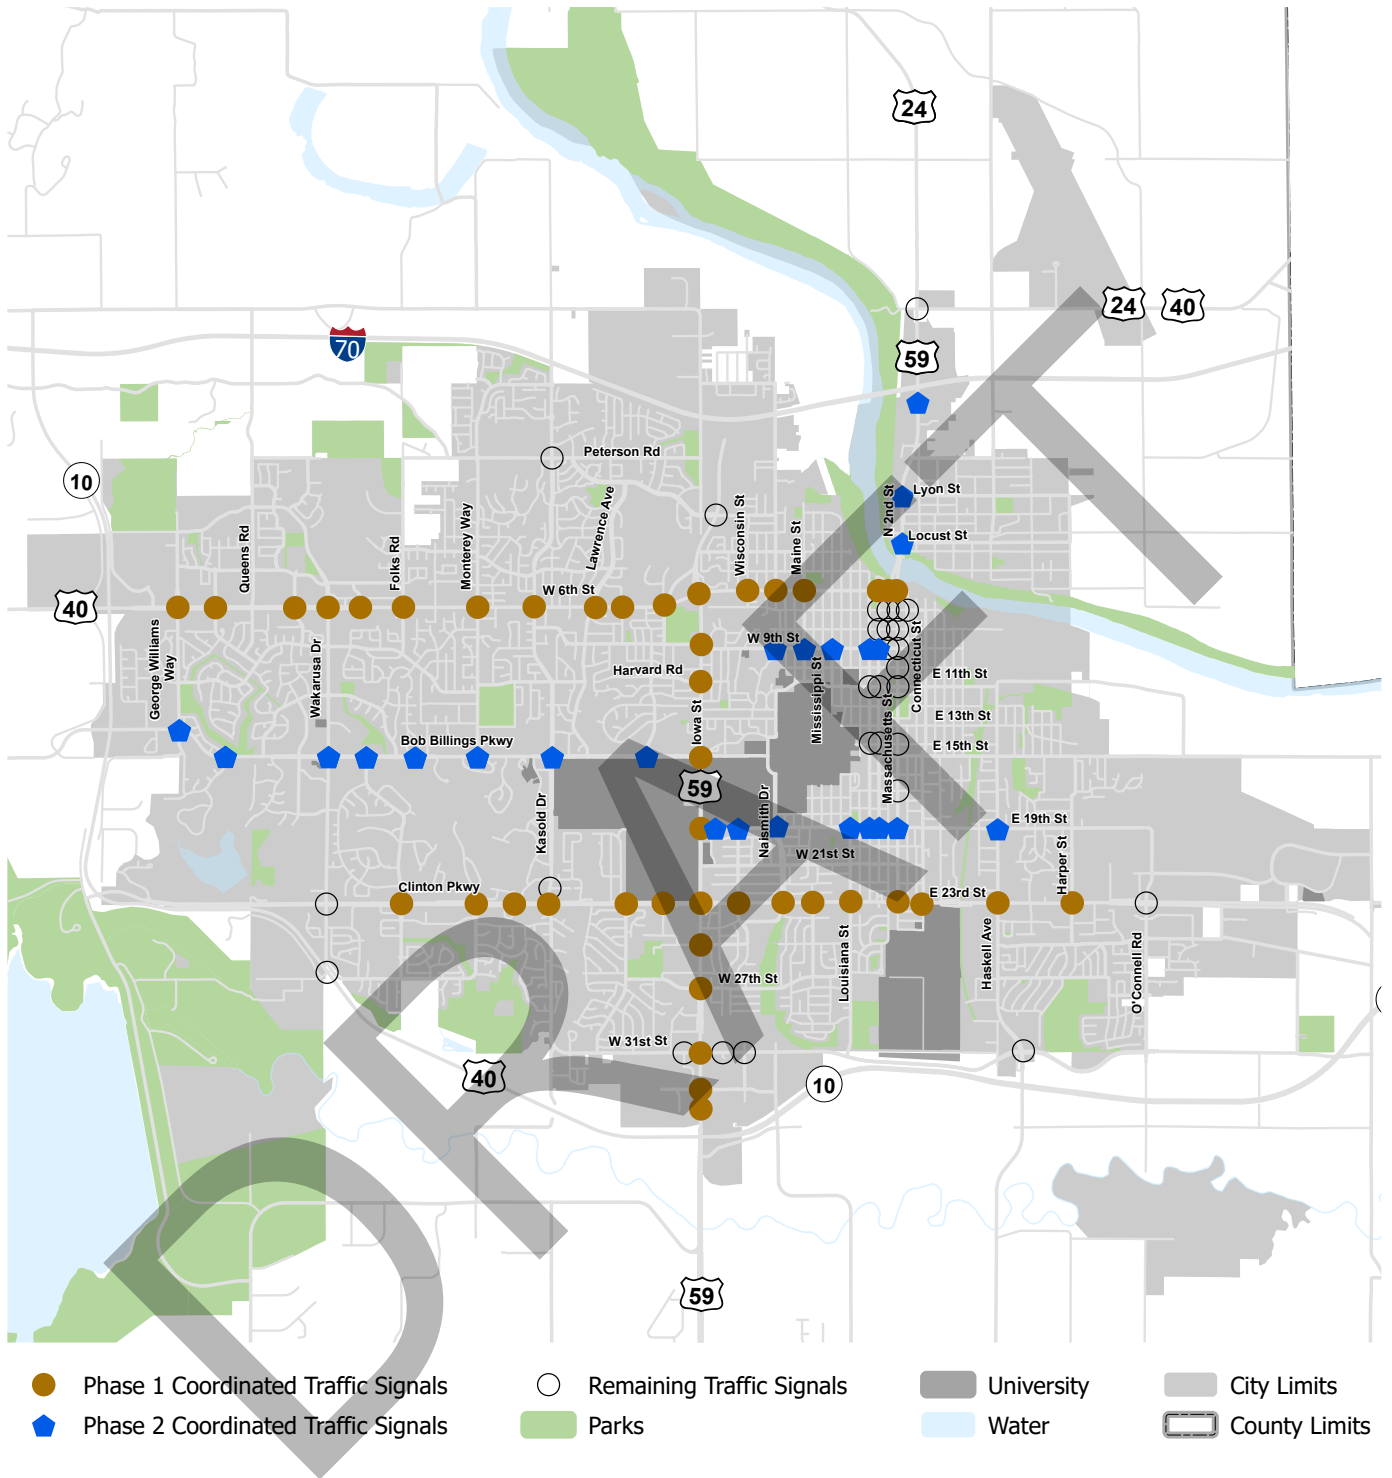 24
24
40
59
70
Peterson Rd
10
Lyon St
N 2nd St
Locust St
Queens Rd
Folks Rd
Monterey Way
Lawrence Ave
Wisconsin St
Maine St
W 6th St
40
George Williams
Way
Wakarusa Dr
W 9th St
Harvard Rd
Mississippi St
Connecticut St
E 11th St
Iowa St
Massachusetts St
E 13th St
Bob Billings Pkwy
E 15th St
59
Kasold Dr
Naismith Dr
E 19th St
W 21st St
Harper St
Clinton Pkwy
E 23rd St
Louisiana St
Haskell Ave
O'Connell Rd
W 27th St
W 31st St
40
10
59
DRAFT
Phase 1 Coordinated Traffic Signals
Remaining Traffic Signals
University
City Limits
Phase 2 Coordinated Traffic Signals
Parks
Water
County Limits